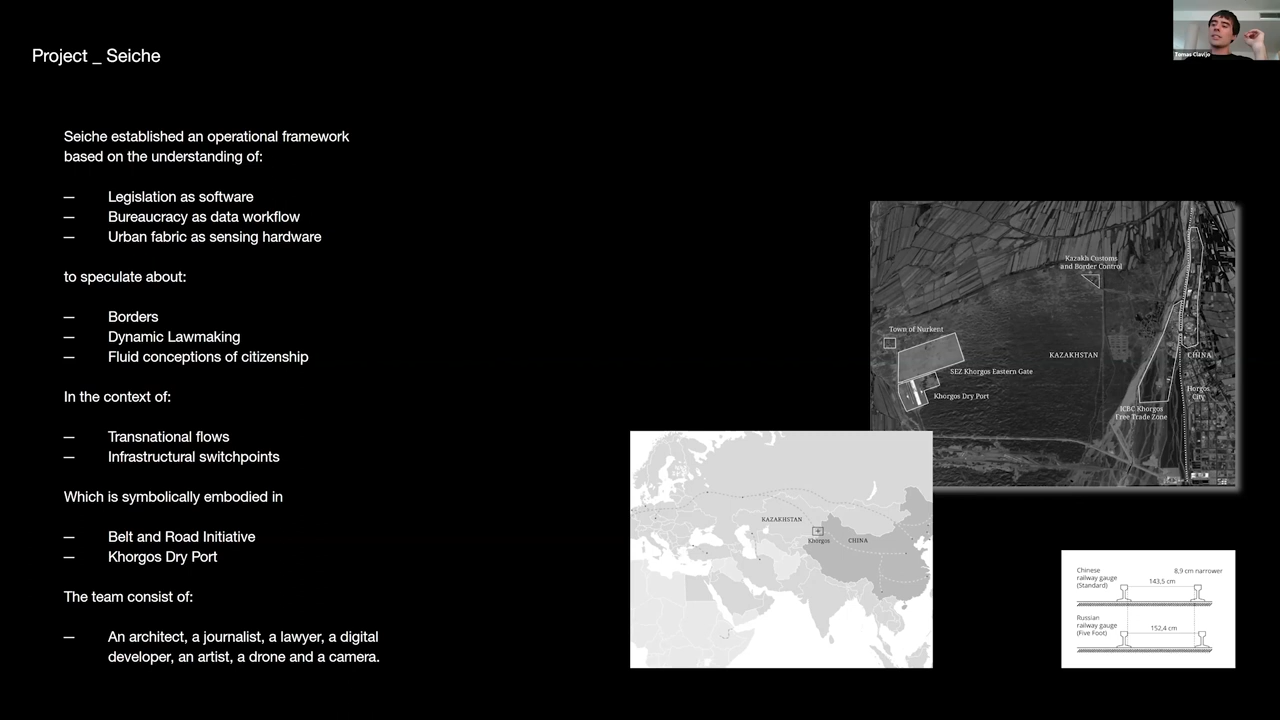 Project _ Seiche
Tomas Clavijo
Seiche established an operational framework
based on the understanding of:
— Legislation as software
— Bureaucracy as data workflow
— Urban fabric as sensing hardware
to speculate about:
— Borders
— Dynamic Lawmaking
— Fluid conceptions of citizenship
In the context of:
— Transnational flows
— Infrastructural switchpoints
Which is symbolically embodied in
— Belt and Road Initiative
— Khorgos Dry Port
The team consist of:
— An architect, a journalist, a lawyer, a digital
developer, an artist, a drone and a camera.
Kazakh Customs
and Border Control
Town of Nurkent
KAZAKHSTAN
CHINA
SEZ Khorgos Eastern Gate
Khorgos Dry Port
Horgos
City
ICBC Khorgos
Free Trade Zone
KAZAKHSTAN
Khorgos
CHINA
Chinese
railway gauge
(Standard)
8,9 cm narrower
143,5 cm
Russian
railway gauge
(Five Foot)
152,4 cm